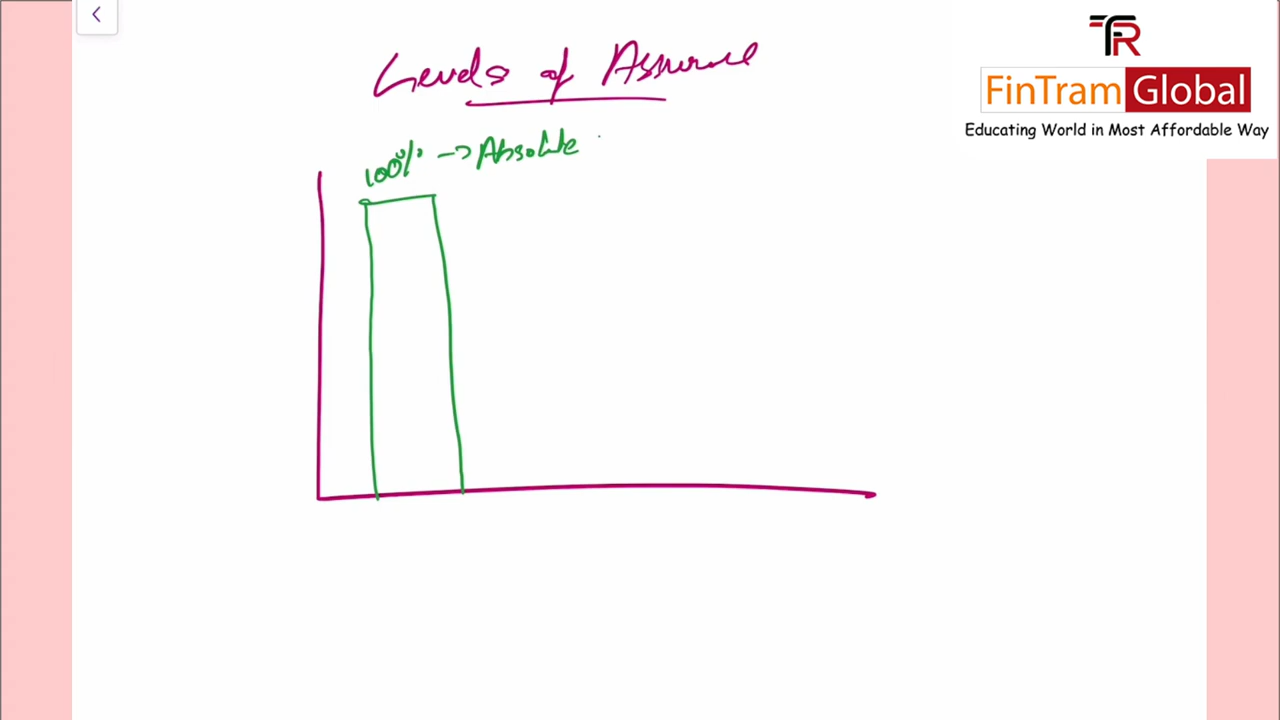 Levels of Assurance
FinTram Global
Educating World in Most Affordable Way
100% → Absolute